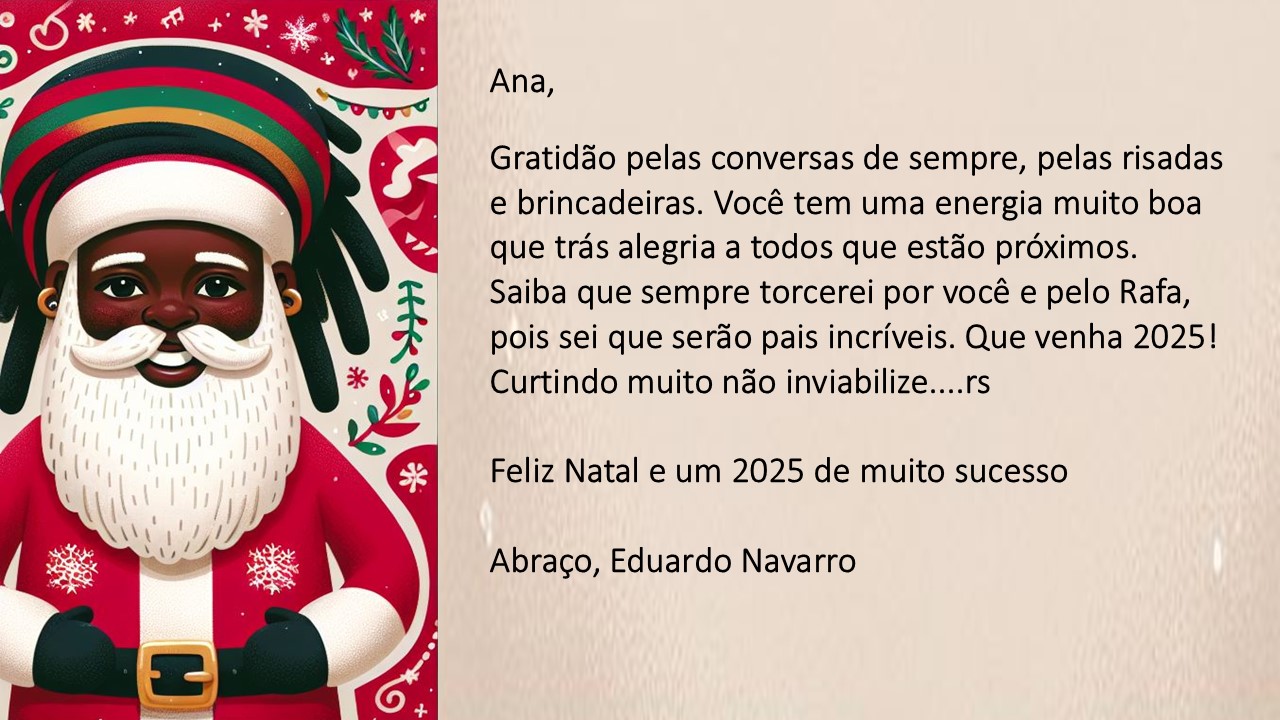 Ana,
Gratidão pelas conversas de sempre, pelas risadas
e brincadeiras. Você tem uma energia muito boa
que trás alegria a todos que estão próximos.
Saiba que sempre torcerei por você e pelo Rafa,
pois sei que serão pais incríveis. Que venha 2025!
Curtindo muito não inviabilize....rs
Feliz Natal e um 2025 de muito sucesso
Abraço, Eduardo Navarro